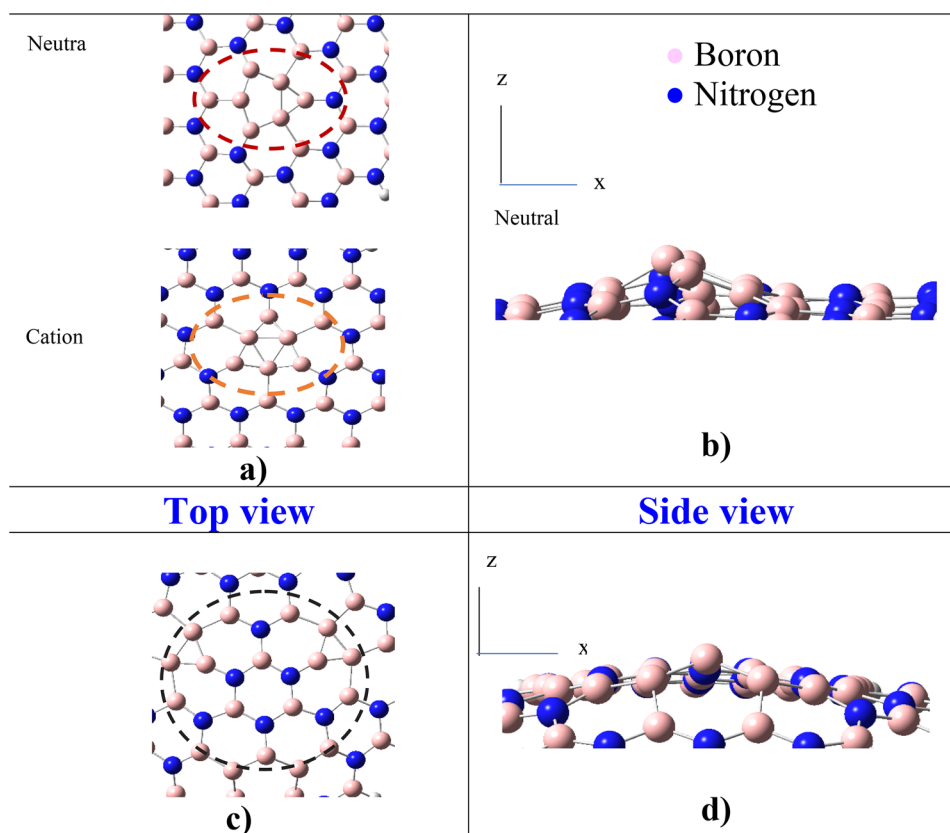 Neutra
Boron
Nitrogen
z
x
Neutral
Cation
a)
b)
Top view
Side view
z
x
c)
d)